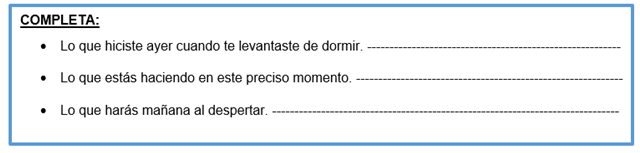 COMPLETA:
• Lo que hiciste ayer cuando te levantaste de dormir. ----------------------------------------------------------
• Lo que estás haciendo en este preciso momento. -------------------------------------------------------------
• Lo que harás mañana al despertar. -------------------------------------------------------------------------------